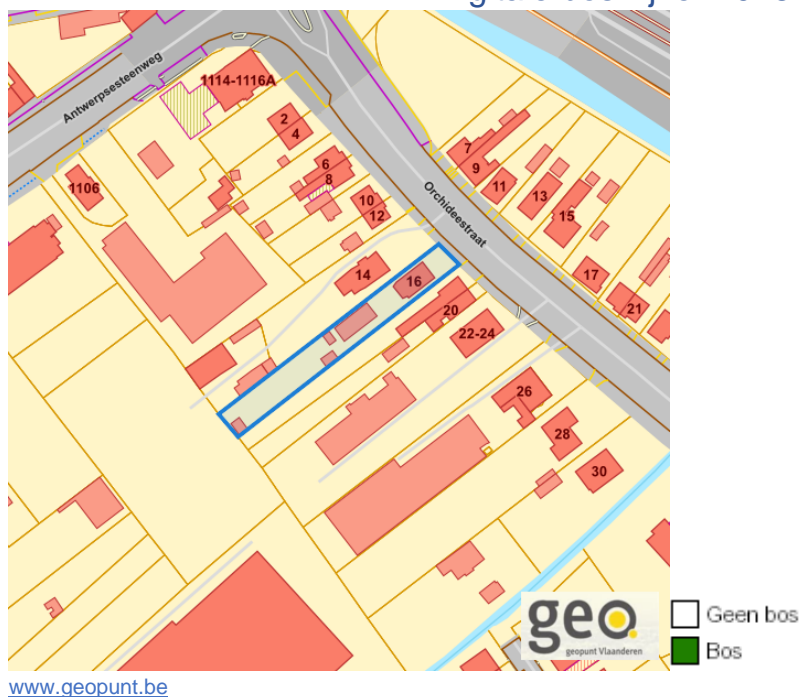 Antwerpsesteenweg
1114-1116A
2
4
6
8
10
12
1106
14
16
20
22-24
26
28
30
Orchideestraat
7
9
11
13
15
17
21
geo
geopunt Vlaanderen
Geen bos
Bos
www.geopunt.be